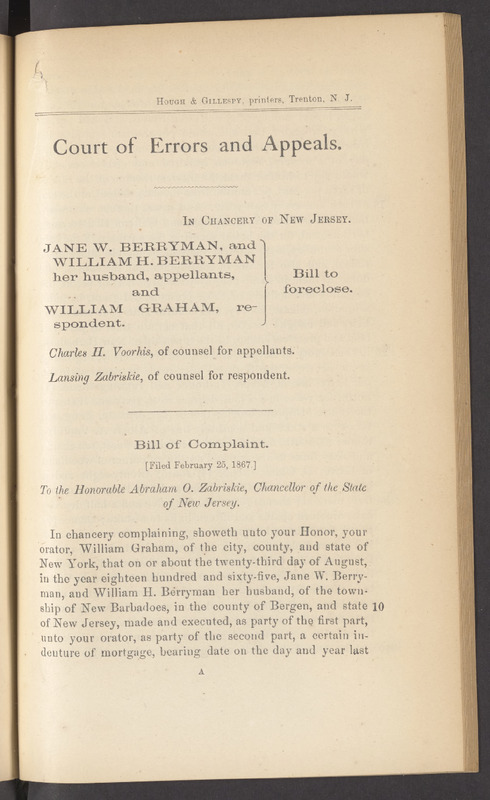 HOUGH & GILLESPY, printers, Trenton, N. J.
Court of Errors and Appeals.
IN CHANCERY OF NEW JERSEY.
JANE W. BERRYMAN, and
WILLIAM H. BERRYMAN
her husband, appellants,
and
WILLIAM GRAHAM, re-
spondent.
Bill to
foreclose.
Charles H. Voorhis, of counsel for appellants.
Lansing Zabriskie, of counsel for respondent.
Bill of Complaint.
[Filed February 25, 1867.]
To the Honorable Abraham O. Zabriskie, Chancellor of the State
of New Jersey.
In chancery complaining, showeth unto your Honor, your
orator, William Graham, of the city, county, and state of
New York, that on or about the twenty-third day of August,
in the year eighteen hundred and sixty-five, Jane W. Berry-
man, and William H. Berryman her husband, of the town-
ship of New Barbadoes, in the county of Bergen, and state 10
of New Jersey, made and executed, as party of the first part,
unto your orator, as party of the second part, a certain in-
denture of mortgage, bearing date on the day and year last
A